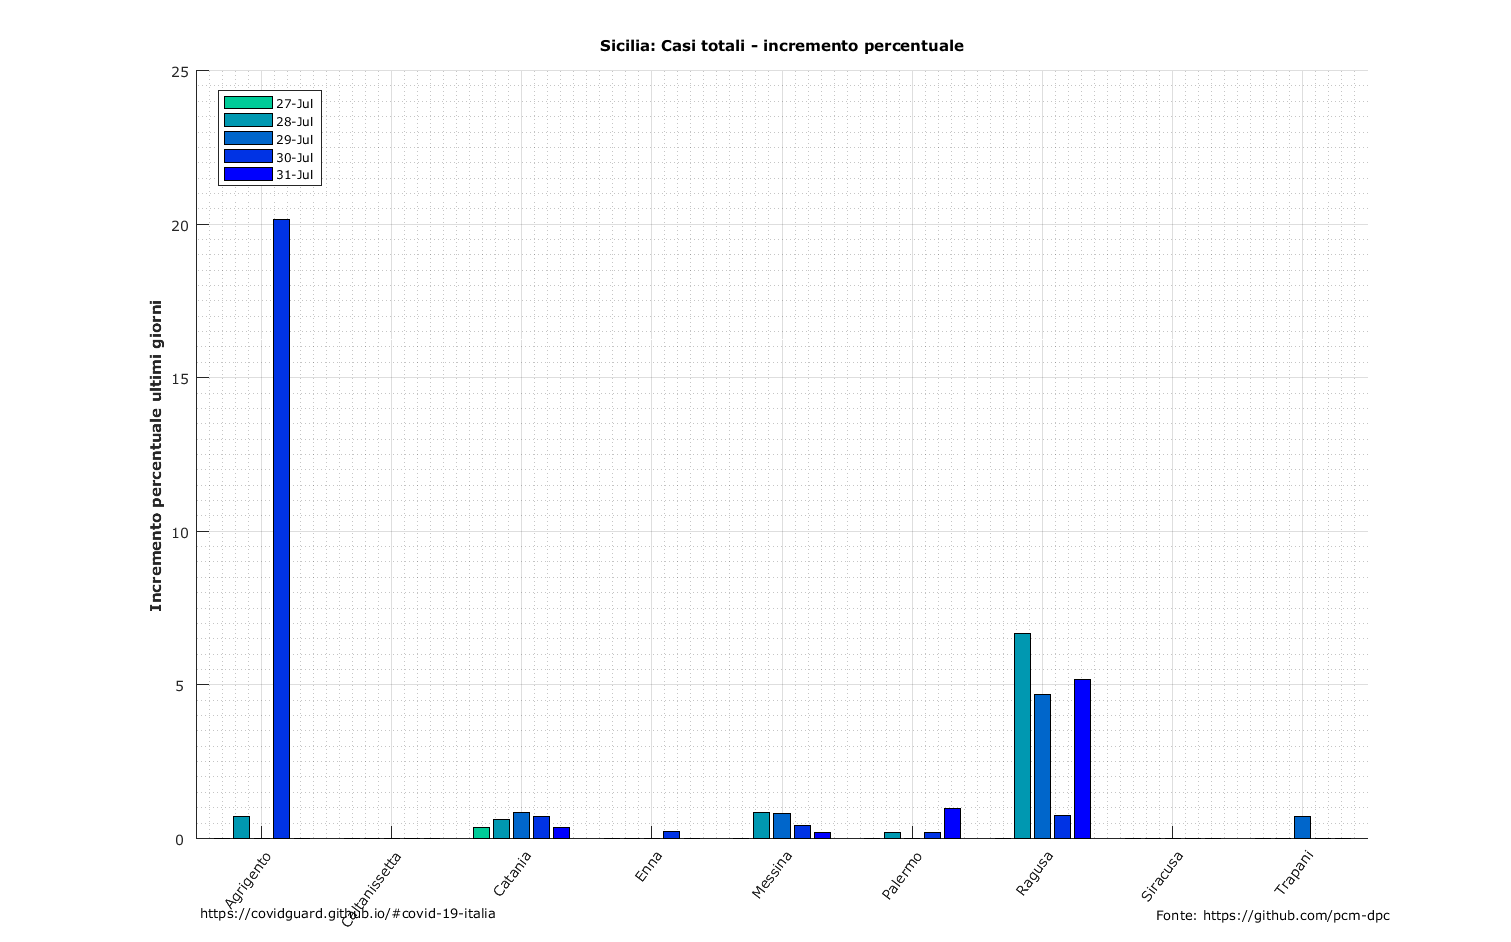 Sicilia: Casi totali - incremento percentuale
25
20
15
10
5
0
27-Jul
28-Jul
29-Jul
30-Jul
31-Jul
Incremento percentuale ultimi giorni
Agrigento
Caltanissetta
Catania
Enna
Messina
Palermo
Ragusa
Siracusa
Trapani
https://covidguard.github.io/#covid-19-italia
Fonte: https://github.com/pcm-dpc